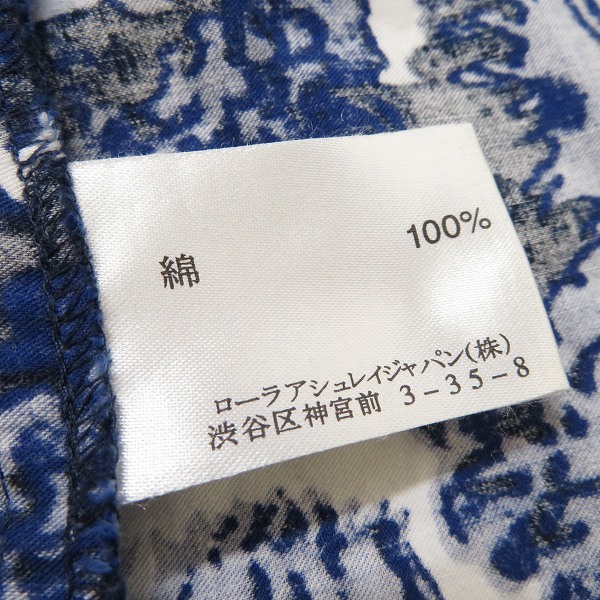 綿 100%
ローラアシュレイジャパン(株)
渋谷区神宮前 3-35-8